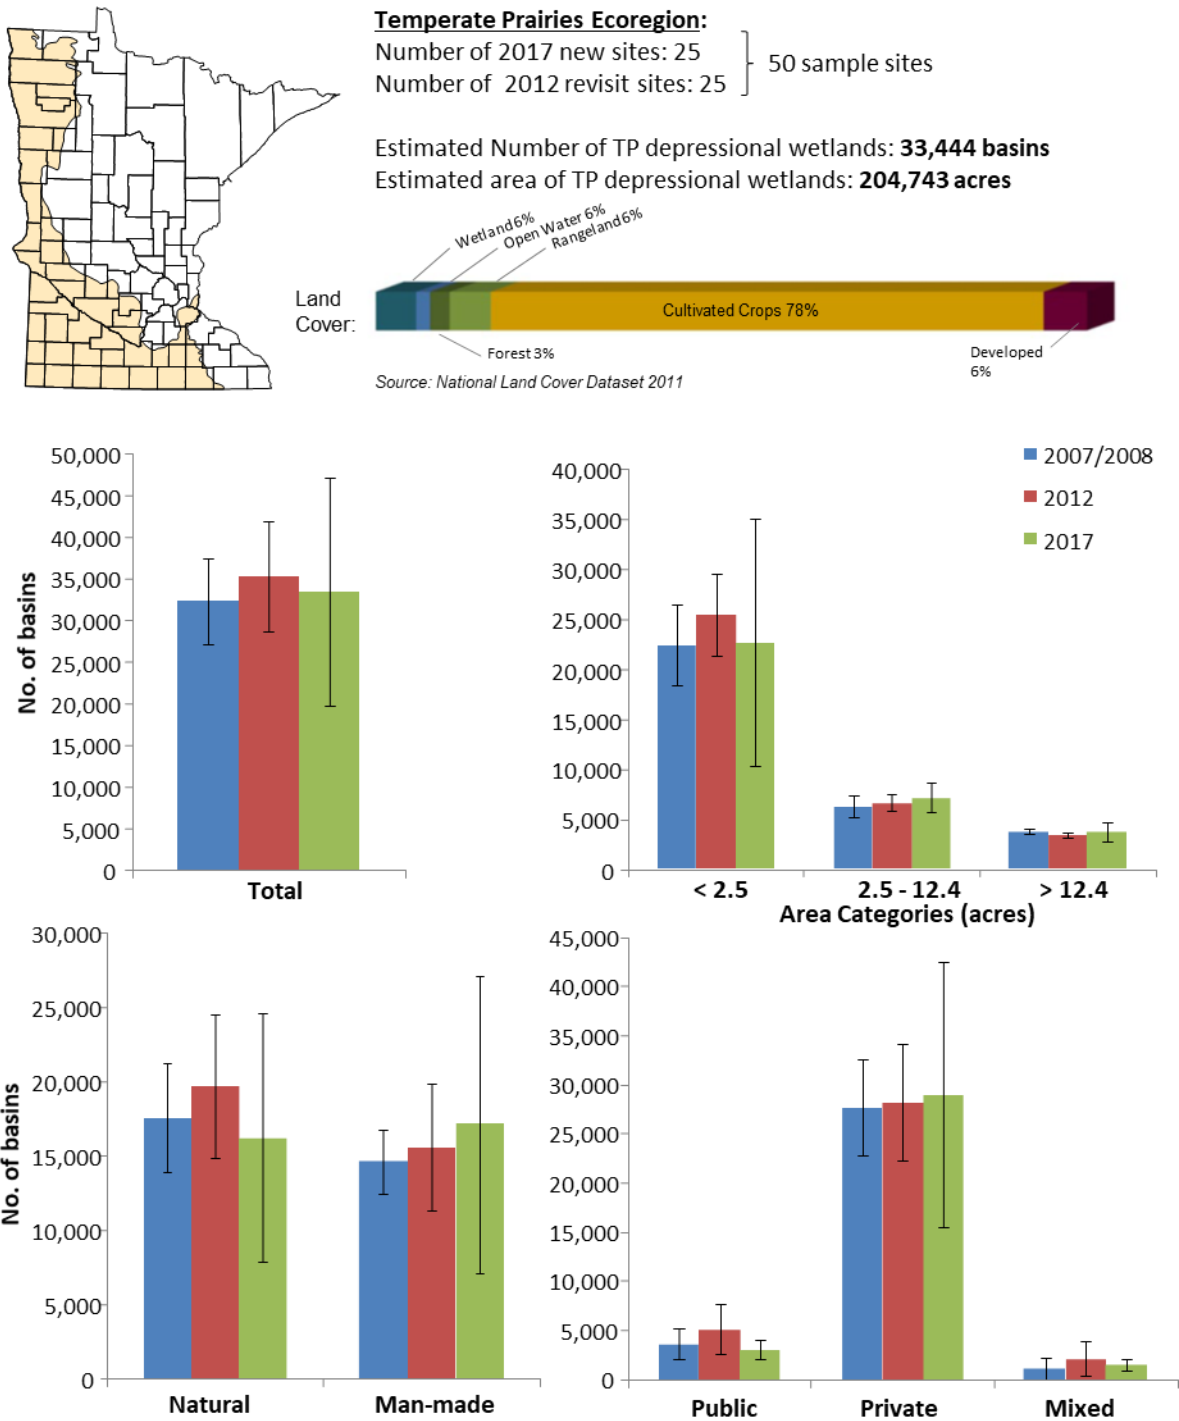 Temperate Prairies Ecoregion:
Number of 2017 new sites: 25
Number of 2012 revisit sites: 25
50 sample sites
Estimated Number of TP depressional wetlands: 33,444 basins
Estimated area of TP depressional wetlands: 204,743 acres
Wetland 6%
Open Water 6%
Rangeland 6%
Land
Cover:
Cultivated Crops 78%
Forest 3%
Developed
6%
Source: National Land Cover Dataset 2011
No. of basins
50,000
45,000
40,000
35,000
30,000
25,000
20,000
15,000
10,000
5,000
0
Total
40,000
35,000
30,000
25,000
20,000
15,000
10,000
5,000
0
< 2.5
2.5 - 12.4
> 12.4
Area Categories (acres)
2007/2008
2012
2017
No. of basins
30,000
25,000
20,000
15,000
10,000
5,000
0
Natural
Man-made
45,000
40,000
35,000
30,000
25,000
20,000
15,000
10,000
5,000
0
Public
Private
Mixed